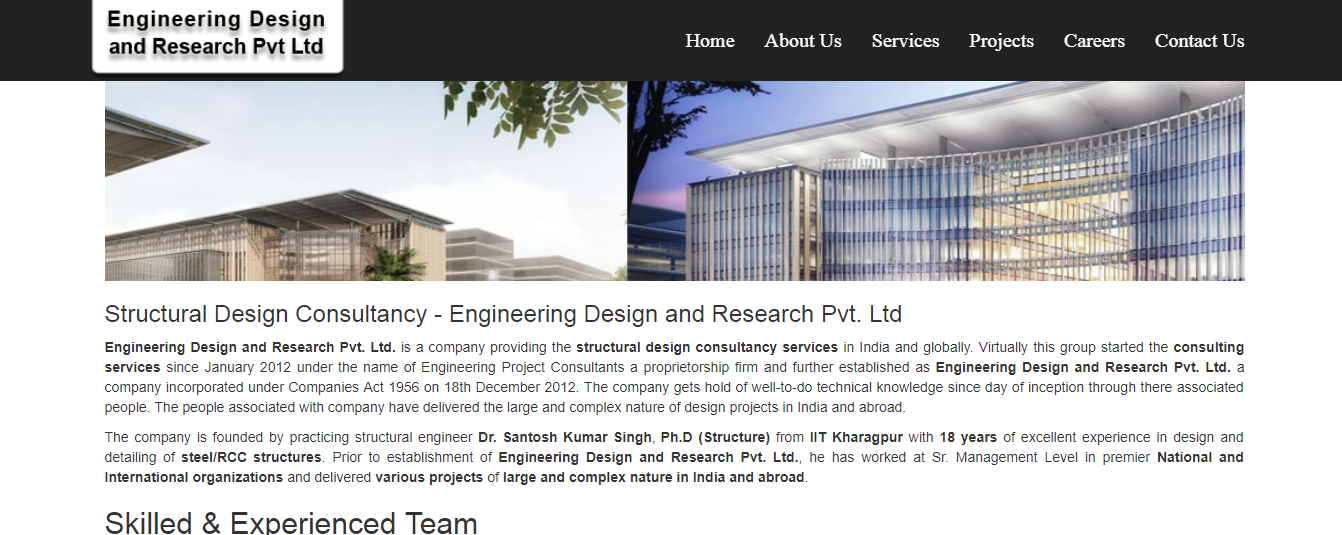 Engineering Design
and Research Pvt Ltd
Home About Us Services Projects Careers Contact Us
Structural Design Consultancy - Engineering Design and Research Pvt. Ltd
Engineering Design and Research Pvt. Ltd. is a company providing the structural design consultancy services in India and globally. Virtually this group started the consulting
services since January 2012 under the name of Engineering Project Consultants a proprietorship firm and further established as Engineering Design and Research Pvt. Ltd. a
company incorporated under Companies Act 1956 on 18th December 2012. The company gets hold of well-to-do technical knowledge since day of inception through there associated
people. The people associated with company have delivered the large and complex nature of design projects in India and abroad.
The company is founded by practicing structural engineer Dr. Santosh Kumar Singh, Ph.D (Structure) from IIT Kharagpur with 18 years of excellent experience in design and
detailing of steel/RCC structures. Prior to establishment of Engineering Design and Research Pvt. Ltd., he has worked at Sr. Management Level in premier National and
International organizations and delivered various projects of large and complex nature in India and abroad.
Skilled & Experienced Team